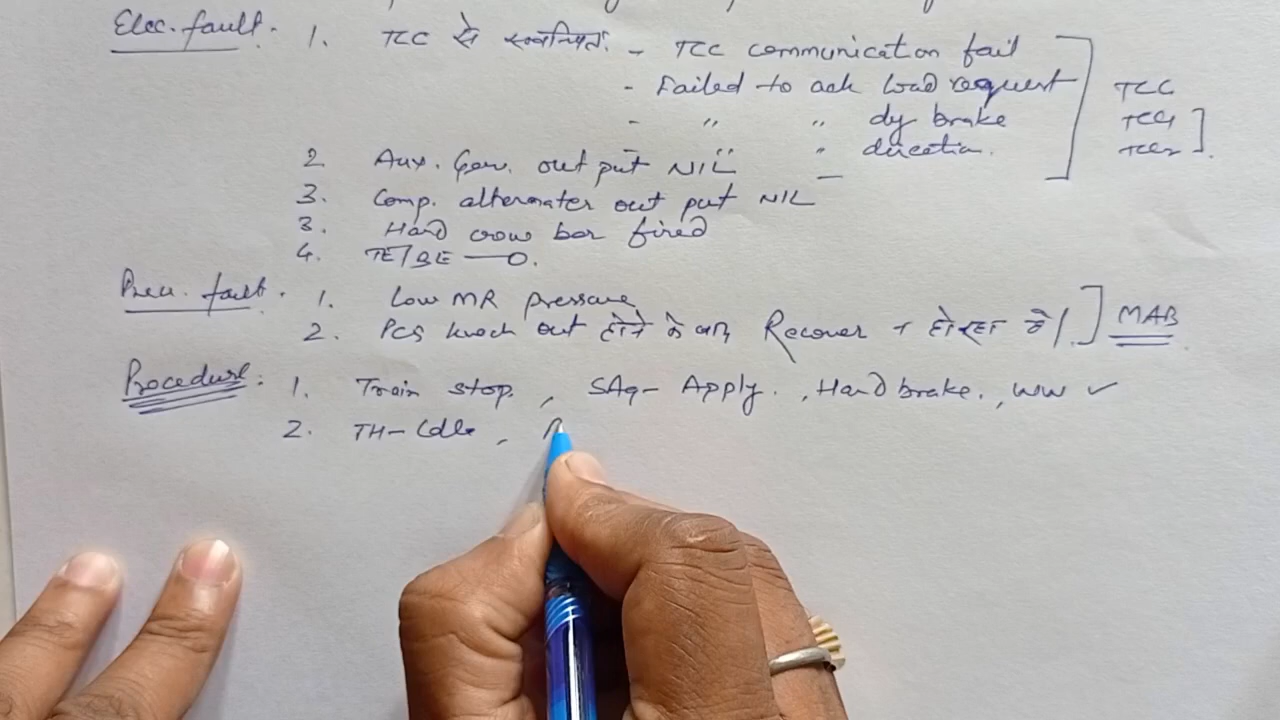 Elec. fault. 1. TCC से सम्बन्धित. - TCC communication fail
- Failed to ack load request TCC
- " " dy brake TCC1
" " direction. TCC2
2 Aux. Gen. out put NIL
3. Comp. alternater out put NIL
3. Hard crow bar fired
4. TE/BE — 0.
Pneu. fault. 1. Low MR pressure
2. PCS knock out होने के बाद Recover न हो रहा है। MAB
Procedure: 1. Train stop, SA9- Apply., Hand brake., WW ✓
2. TH- Idle,